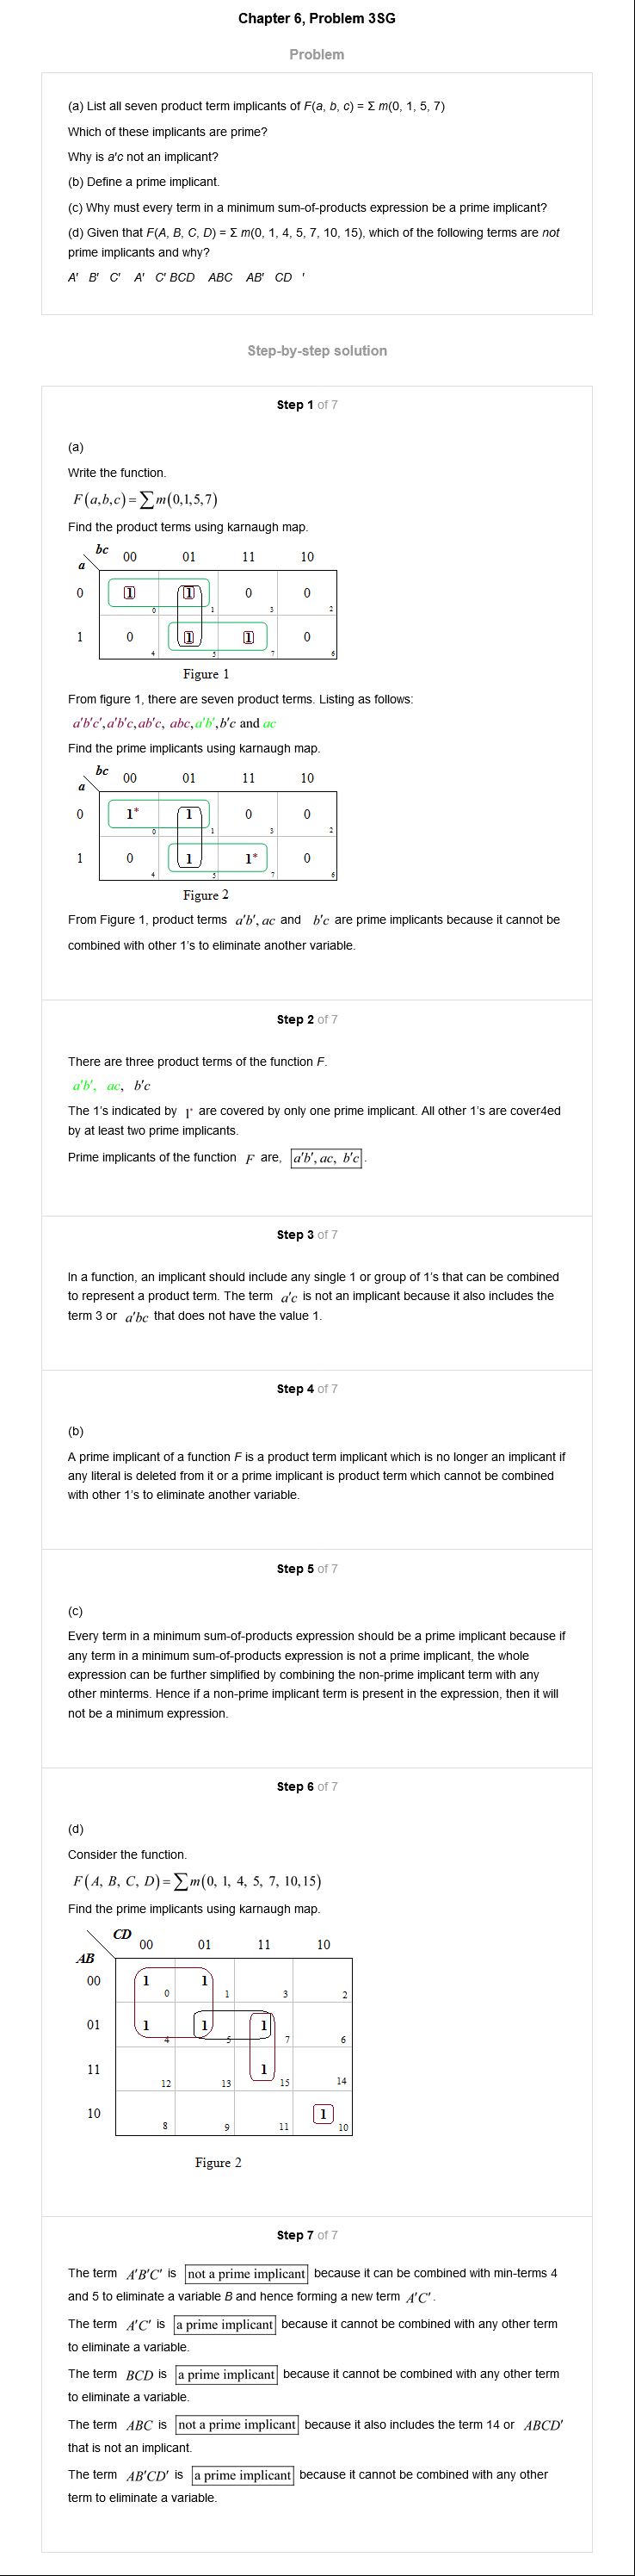 Chapter 6, Problem 3SG
Problem
(a) List all seven product term implicants of F(a, b, c) = Σ m(0, 1, 5, 7)
Which of these implicants are prime?
Why is a'c not an implicant?
(b) Define a prime implicant.
(c) Why must every term in a minimum sum-of-products expression be a prime implicant?
(d) Given that F(A, B, C, D) = Σ m(0, 1, 4, 5, 7, 10, 15), which of the following terms are not
prime implicants and why?
A' B' C' A' C' BCD ABC AB' CD '
Step-by-step solution
Step 1 of 7
(a)
Write the function.
F(a,b,c)=∑m(0,1,5,7)
Find the product terms using karnaugh map.
bc 00 01 11 10
a
0 1 1 0 0
0 1 3 2
1 0 1 1 0
4 5 7 6
Figure 1
From figure 1, there are seven product terms. Listing as follows:
a'b'c', a'b'c, ab'c, abc, a'b', b'c and ac
Find the prime implicants using karnaugh map.
bc 00 01 11 10
a
0 1* 1 0 0
0 1 3 2
1 0 1 1* 0
4 5 7 6
Figure 2
From Figure 1, product terms a'b', ac and b'c are prime implicants because it cannot be
combined with other 1's to eliminate another variable.
Step 2 of 7
There are three product terms of the function F.
a'b', ac, b'c
The 1's indicated by 1* are covered by only one prime implicant. All other 1's are cover4ed
by at least two prime implicants.
Prime implicants of the function F are, a'b', ac, b'c.
Step 3 of 7
In a function, an implicant should include any single 1 or group of 1's that can be combined
to represent a product term. The term a'c is not an implicant because it also includes the
term 3 or a'bc that does not have the value 1.
Step 4 of 7
(b)
A prime implicant of a function F is a product term implicant which is no longer an implicant if
any literal is deleted from it or a prime implicant is product term which cannot be combined
with other 1's to eliminate another variable.
Step 5 of 7
(c)
Every term in a minimum sum-of-products expression should be a prime implicant because if
any term in a minimum sum-of-products expression is not a prime implicant, the whole
expression can be further simplified by combining the non-prime implicant term with any
other minterms. Hence if a non-prime implicant term is present in the expression, then it will
not be a minimum expression.
Step 6 of 7
(d)
Consider the function.
F(A, B, C, D)=∑m(0, 1, 4, 5, 7, 10,15)
Find the prime implicants using karnaugh map.
CD
00 01 11 10
AB
00 1 1
0 1 3 2
01 1 1 1
4 5 7 6
11 1
12 13 15 14
10 1
8 9 11 10
Figure 2
Step 7 of 7
The term A'B'C' is not a prime implicant because it can be combined with min-terms 4
and 5 to eliminate a variable B and hence forming a new term A'C'.
The term A'C' is a prime implicant because it cannot be combined with any other term
to eliminate a variable.
The term BCD is a prime implicant because it cannot be combined with any other term
to eliminate a variable.
The term ABC is not a prime implicant because it also includes the term 14 or ABCD'
that is not an implicant.
The term AB'CD' is a prime implicant because it cannot be combined with any other
term to eliminate a variable.